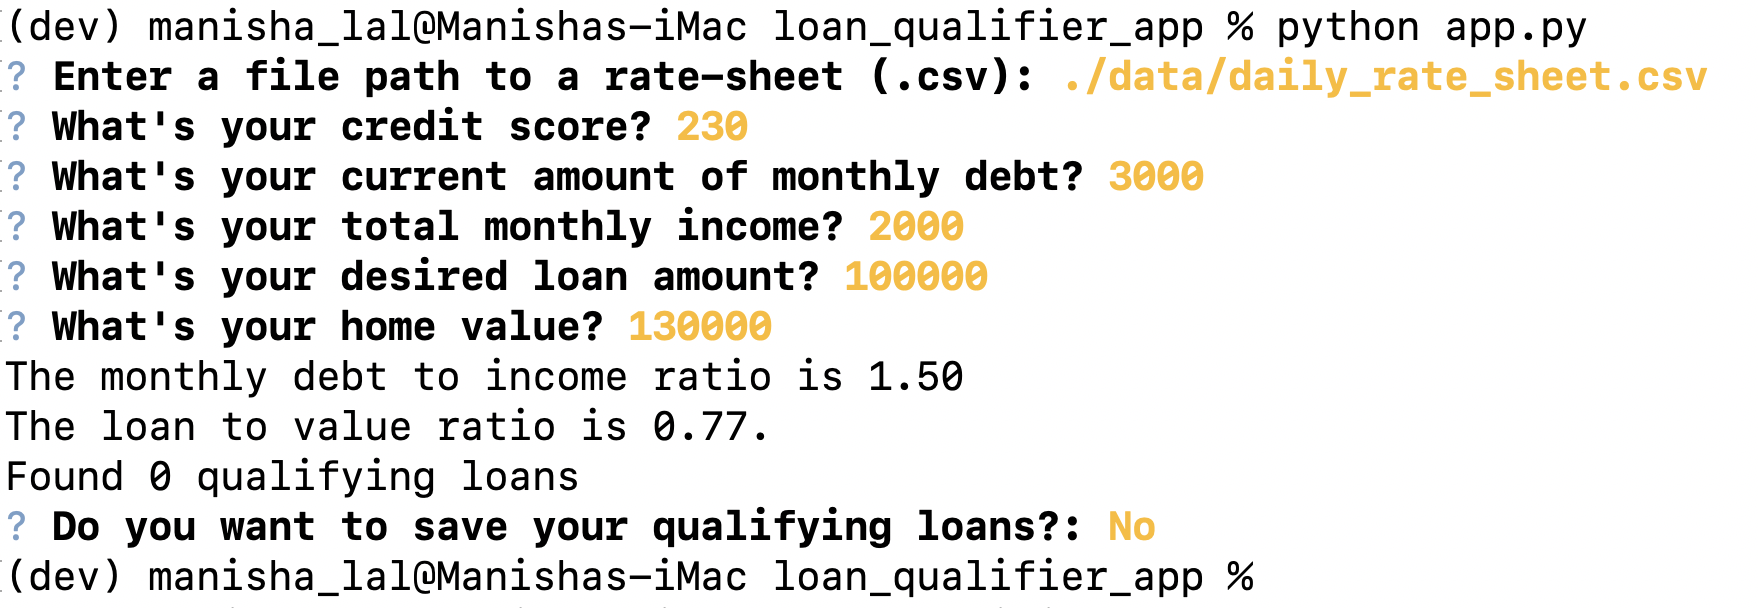 (dev) manisha_lal@Manishas-iMac loan_qualifier_app % python app.py
? Enter a file path to a rate-sheet (.csv): ./data/daily_rate_sheet.csv
? What's your credit score? 230
? What's your current amount of monthly debt? 3000
? What's your total monthly income? 2000
? What's your desired loan amount? 100000
? What's your home value? 130000
The monthly debt to income ratio is 1.50
The loan to value ratio is 0.77.
Found 0 qualifying loans
? Do you want to save your qualifying loans?: No
(dev) manisha_lal@Manishas-iMac loan_qualifier_app %